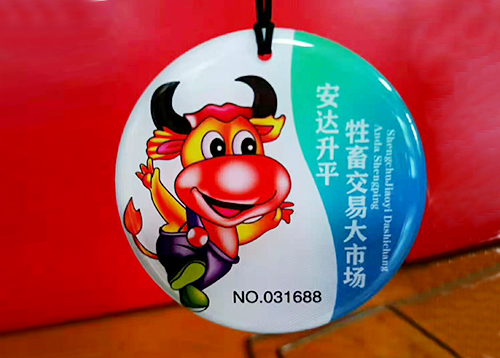 安达升平
牲畜交易大市场
Anda Shengping
ShengchuJiaoyi Dashichang
NO.031688